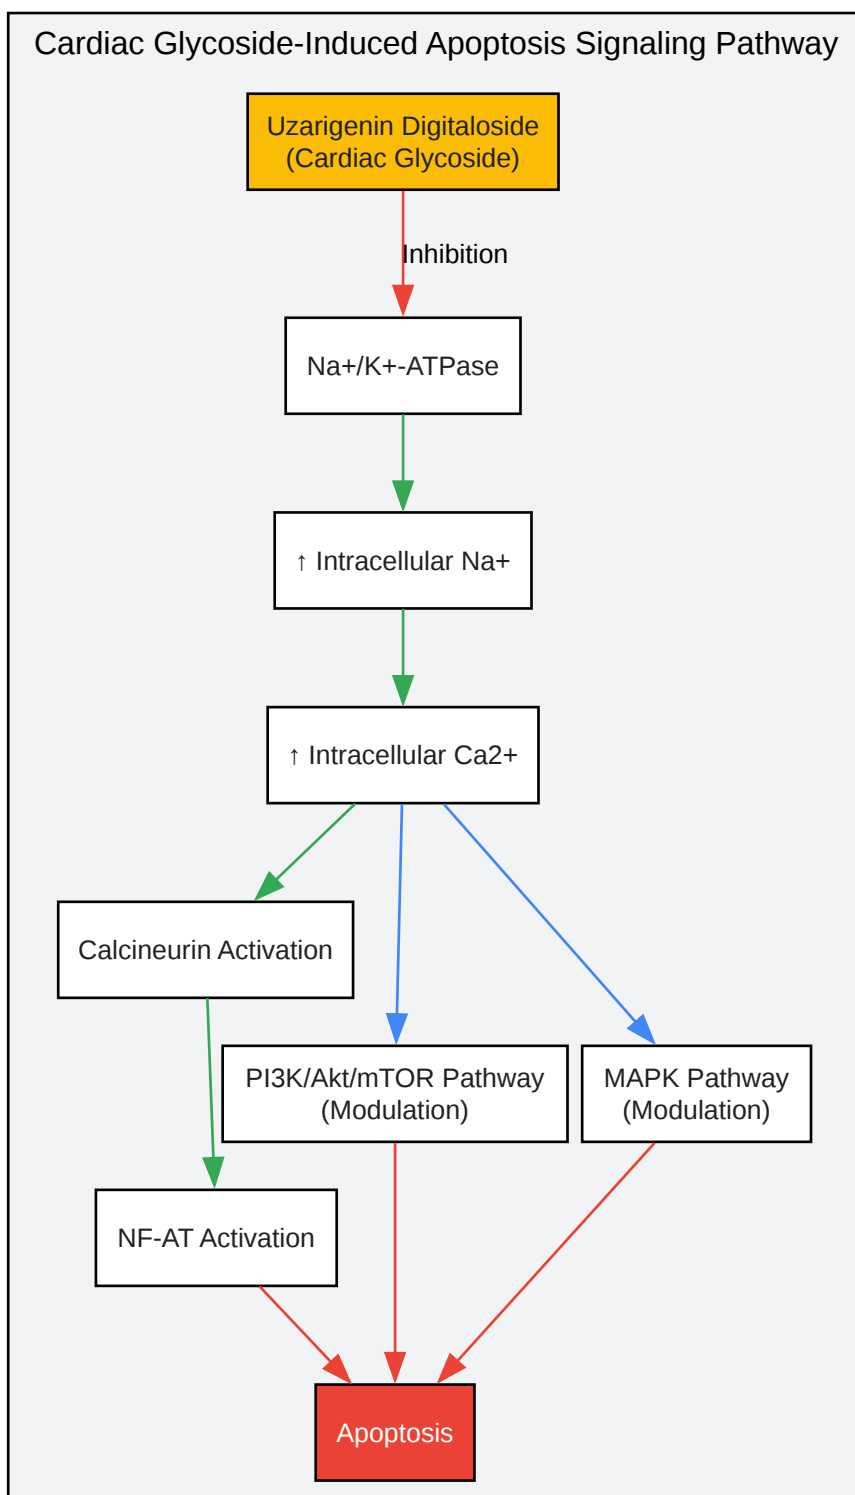 Cardiac Glycoside-Induced Apoptosis Signaling Pathway
Uzarigenin Digitaloside
(Cardiac Glycoside)
Inhibition
Na+/K+-ATPase
↑ Intracellular Na+
↑ Intracellular Ca2+
Calcineurin Activation
PI3K/Akt/mTOR Pathway
(Modulation)
MAPK Pathway
(Modulation)
NF-AT Activation
Apoptosis